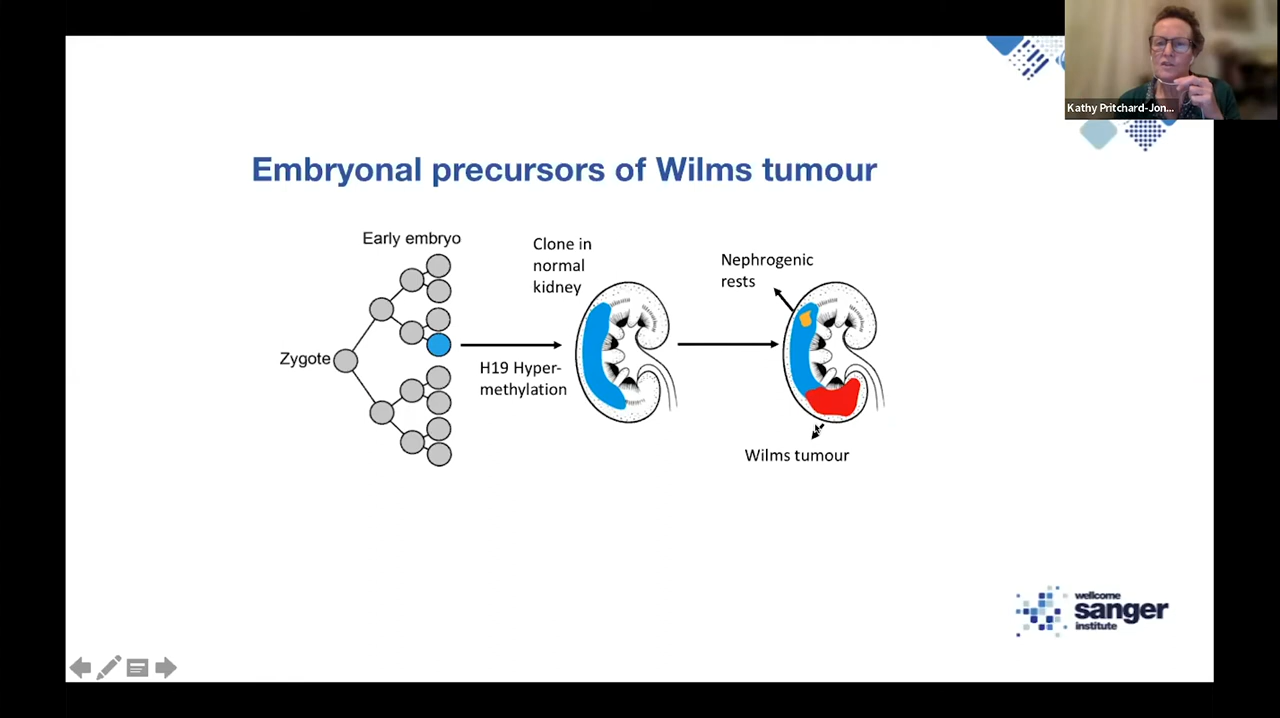 Kathy Pritchard-Jon...
Embryonal precursors of Wilms tumour
Early embryo
Zygote
H19 Hyper-
methylation
Clone in
normal
kidney
Nephrogenic
rests
Wilms tumour
wellcome
sanger
institute